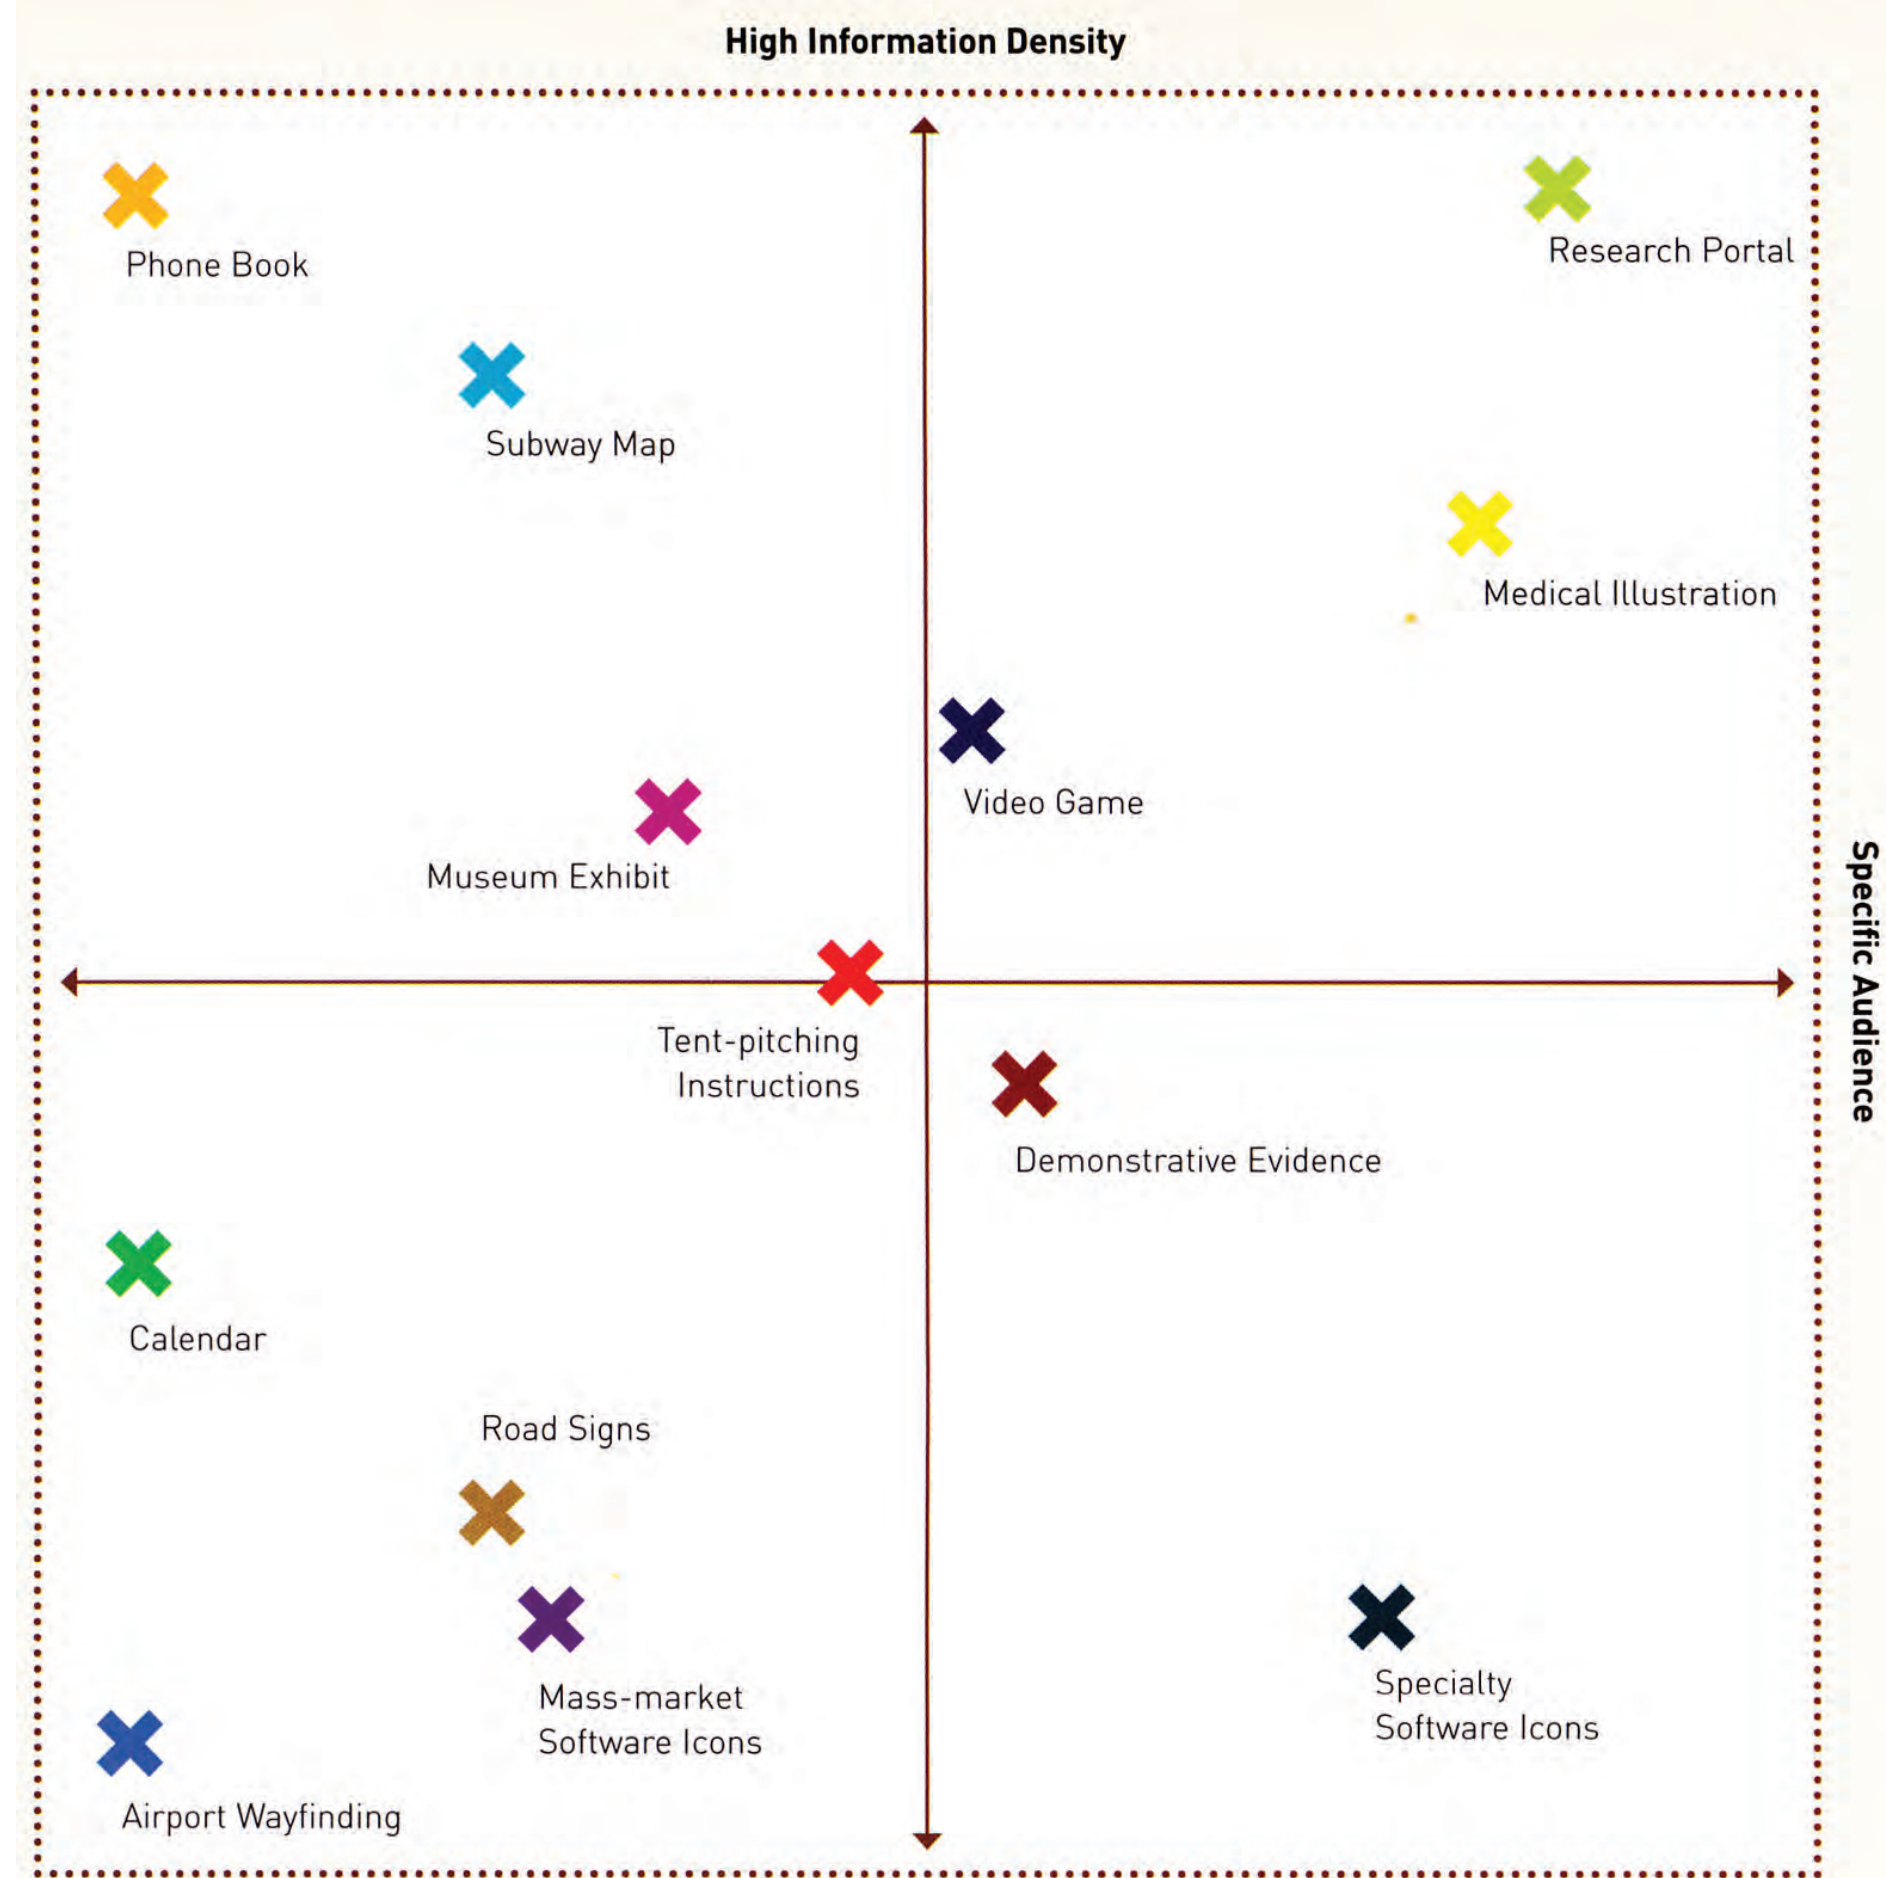 High Information Density
Phone Book
Research Portal
Subway Map
Medical Illustration
Video Game
Museum Exhibit
Specific Audience
Tent-pitching
Instructions
Demonstrative Evidence
Calendar
Road Signs
Mass-market
Software Icons
Specialty
Software Icons
Airport Wayfinding